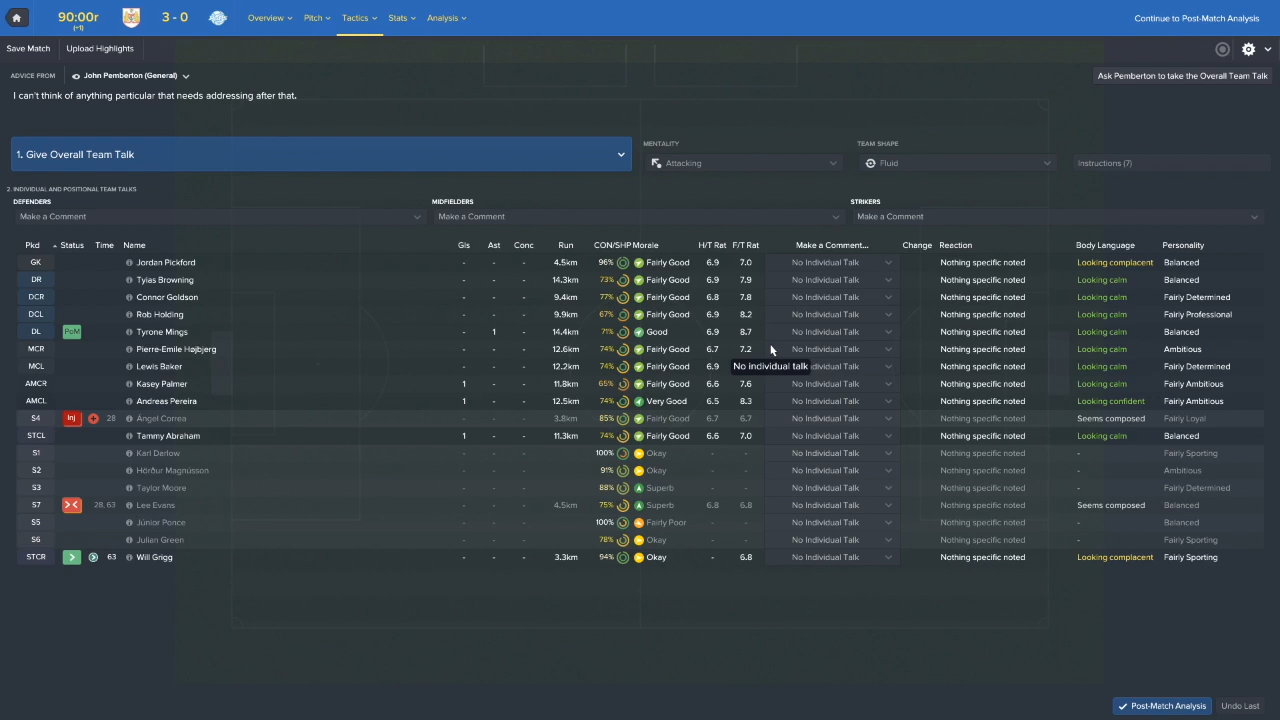 90:00r 3 - 0 Overview Pitch Tactics Stats Analysis Continue to Post-Match Analysis
(+1)
Save Match Upload Highlights
ADVICE FROM John Pemberton (General) Ask Pemberton to take the Overall Team Talk
I can't think of anything particular that needs addressing after that.
1. Give Overall Team Talk MENTALITY TEAM SHAPE
Attacking Fluid Instructions (7)
2. INDIVIDUAL AND POSITIONAL TEAM TALKS
DEFENDERS MIDFIELDERS STRIKERS
Make a Comment Make a Comment Make a Comment
Pkd Status Time Name Gls Ast Conc Run CON/SHP Morale H/T Rat F/T Rat Make a Comment... Change Reaction Body Language Personality
GK Jordan Pickford - - - 4.5km 96% Fairly Good 6.9 7.0 No Individual Talk Nothing specific noted Looking complacent Balanced
DR Tyias Browning - - - 14.3km 73% Fairly Good 6.9 7.9 No Individual Talk Nothing specific noted Looking calm Balanced
DCR Connor Goldson - - - 9.4km 77% Fairly Good 6.8 7.8 No Individual Talk Nothing specific noted Looking calm Fairly Determined
DCL Rob Holding - - - 9.9km 67% Fairly Good 6.9 8.2 No Individual Talk Nothing specific noted Looking calm Fairly Professional
DL PoM Tyrone Mings - 1 - 14.4km 71% Good 6.9 8.7 No Individual Talk Nothing specific noted Looking calm Balanced
MCR Pierre-Emile Højbjerg - - - 12.6km 74% Fairly Good 6.7 7.2 No Individual Talk Nothing specific noted Looking calm Ambitious
MCL Lewis Baker - - - 12.2km 74% Fairly Good 6.9 No individual talk Individual Talk Nothing specific noted Looking calm Fairly Determined
AMCR Kasey Palmer 1 - - 11.8km 65% Fairly Good 6.6 7.6 No Individual Talk Nothing specific noted Looking calm Fairly Ambitious
AMCL Andreas Pereira 1 - - 12.5km 74% Very Good 6.5 8.3 No Individual Talk Nothing specific noted Looking confident Fairly Ambitious
S4 Inj 28 Ángel Correa - - - 3.8km 85% Fairly Good 6.7 6.7 No Individual Talk Nothing specific noted Seems composed Fairly Loyal
STCL Tammy Abraham 1 - - 11.3km 74% Fairly Good 6.6 7.0 No Individual Talk Nothing specific noted Looking calm Balanced
S1 Karl Darlow - - - 100% Okay - - No Individual Talk Nothing specific noted - Fairly Sporting
S2 Hörður Magnússon - - - 91% Okay - - No Individual Talk Nothing specific noted - Ambitious
S3 Taylor Moore - - - 88% Superb - - No Individual Talk Nothing specific noted - Fairly Determined
S7 28, 63 Lee Evans - - - 4.5km 75% Superb 6.8 6.8 No Individual Talk Nothing specific noted Seems composed Balanced
S5 Júnior Ponce - - - 100% Fairly Poor - - No Individual Talk Nothing specific noted - Balanced
S6 Julian Green - - - 78% Okay - - No Individual Talk Nothing specific noted - Fairly Sporting
STCR 63 Will Grigg - - - 3.3km 94% Okay - 6.8 No Individual Talk Nothing specific noted Looking complacent Fairly Sporting
Post-Match Analysis Undo Last